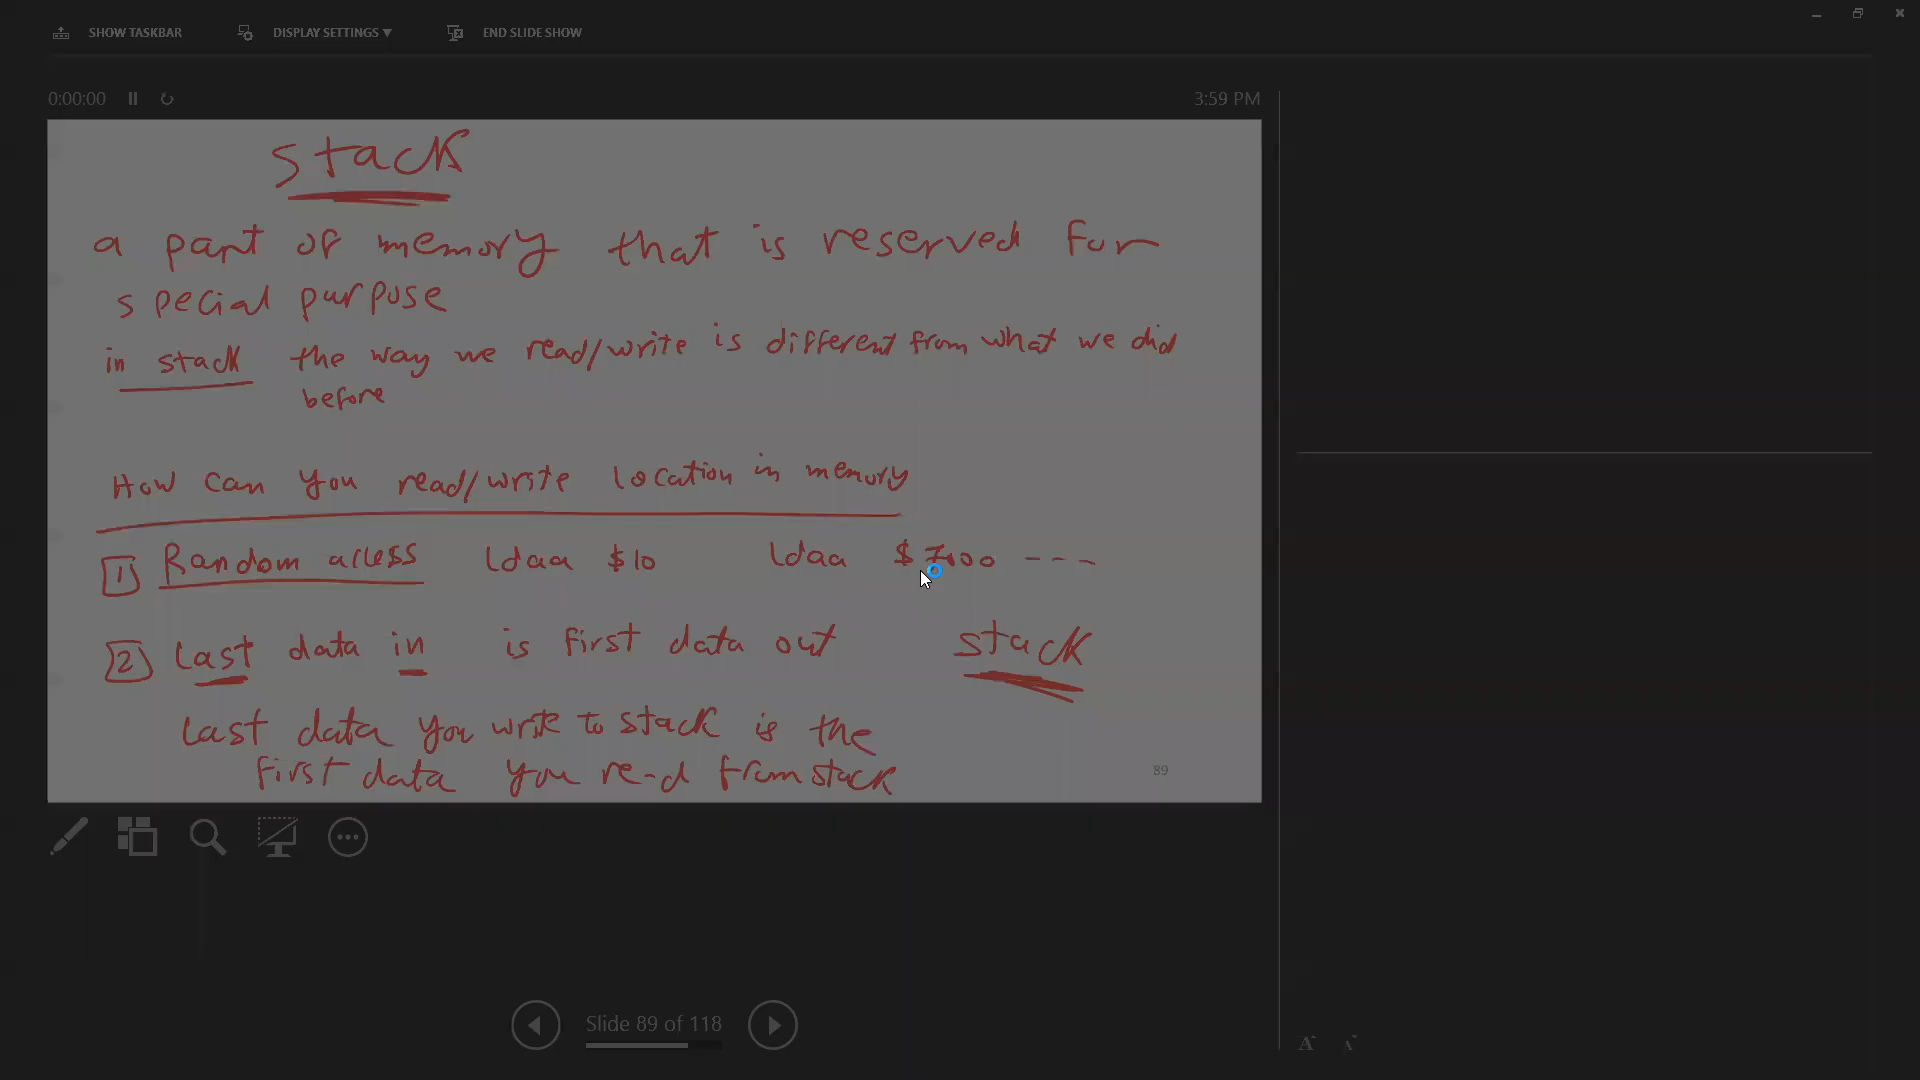 SHOW TASKBAR DISPLAY SETTINGS ▼ END SLIDE SHOW
0:00:00 3:59 PM
stack
a part of memory that is reserved for
special purpose
in stack the way we read/write is different from what we did
before
How can you read/write location in memory
1 Random access ldaa $10 ldaa $7000 ---
2 Last data in is first data out stack
Last data you write to stack is the
first data you re-d from stack
89
Slide 89 of 118
A A